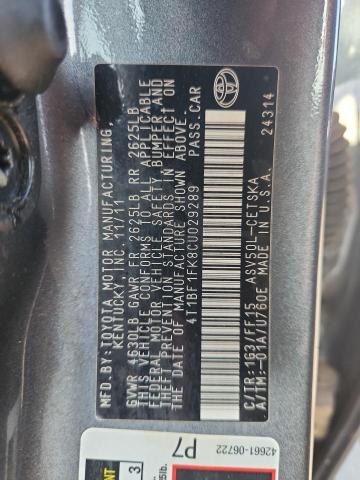 MFD.BY:TOYOTA MOTOR MANUFACTURING,
KENTUCKY, INC. 11/11
GVWR 4630LB GAWR FR 2625LB RR 2625LB
THIS VEHICLE CONFORMS TO ALL APPLICABLE
FEDERAL MOTOR VEHICLE SAFETY BUMPER AND
THEFT PREVENTION STANDARDS IN EFFECT ON
THE DATE OF MANUFACTURE SHOWN ABOVE.
4T1BF1FK8CU029289 PASS.CAR
TOYOTA
C/TR:1G3/FF15 ASV50L-CETSKA
A/TM:-01A/U760E MADE IN U.S.A.
24314
42661-06722
P7
3